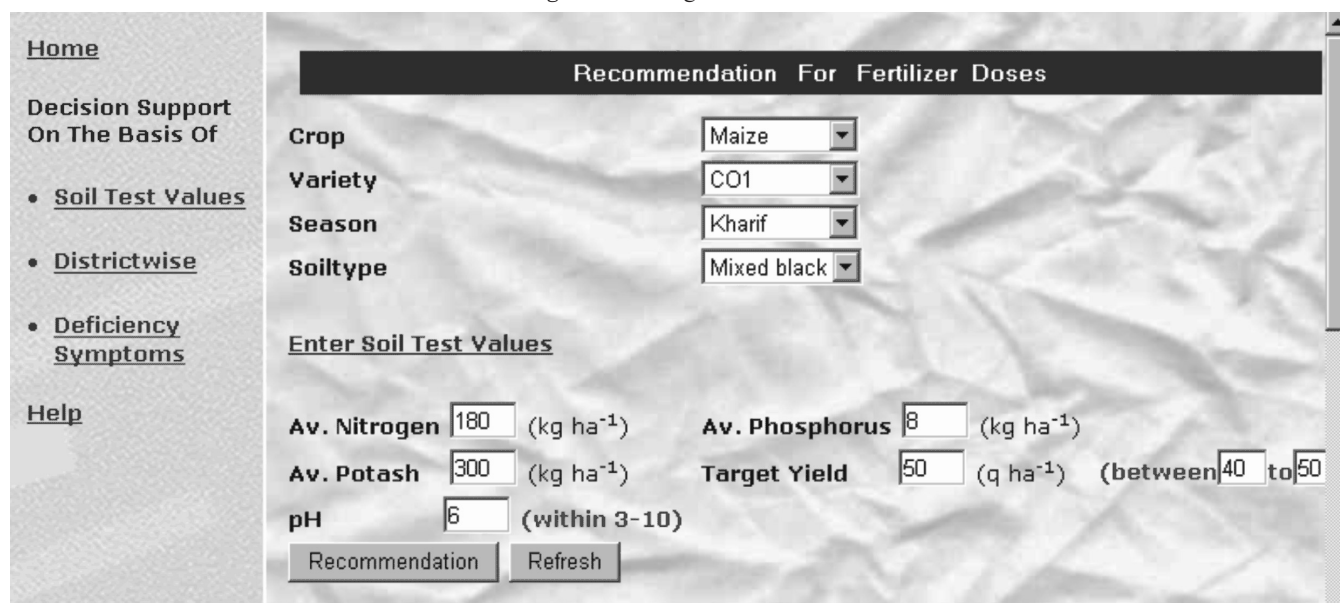 Home
Decision Support
On The Basis Of
• Soil Test Values
• Districtwise
• Deficiency
Symptoms
Help
Recommendation For Fertilizer Doses
Crop Maize
Variety CO1
Season Kharif
Soiltype Mixed black
Enter Soil Test Values
Av. Nitrogen 180 (kg ha⁻¹) Av. Phosphorus 8 (kg ha⁻¹)
Av. Potash 300 (kg ha⁻¹) Target Yield 50 (q ha⁻¹) (between 40 to 50
pH 6 (within 3-10)
Recommendation Refresh